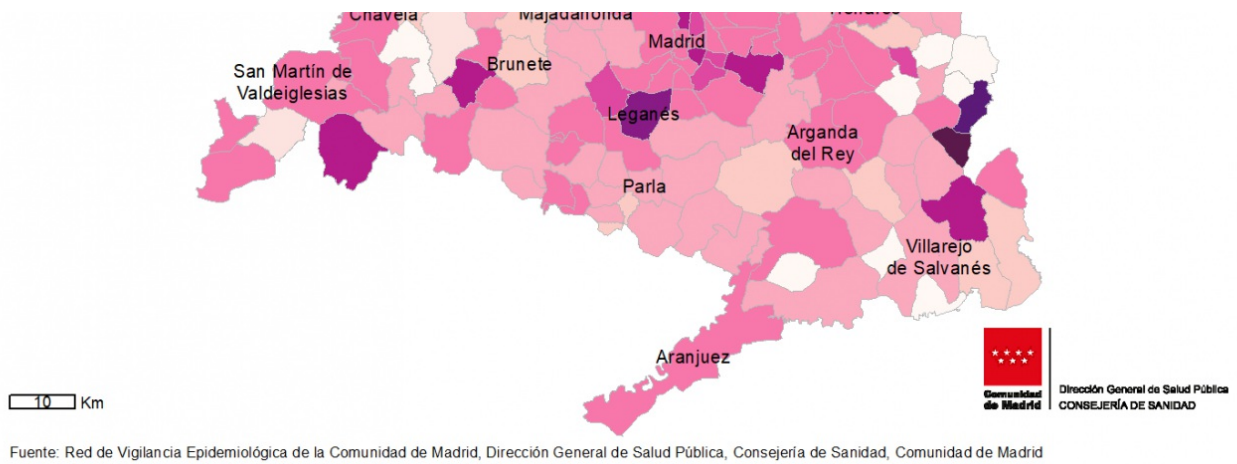 Chavela
Majadahonda
Henares
Madrid
San Martín de
Valdeiglesias
Brunete
Leganés
Arganda
del Rey
Parla
Villarejo
de Salvanés
Aranjuez
10 Km
Comunidad
de Madrid
Dirección General de Salud Pública
CONSEJERÍA DE SANIDAD
Fuente: Red de Vigilancia Epidemiológica de la Comunidad de Madrid, Dirección General de Salud Pública, Consejería de Sanidad, Comunidad de Madrid